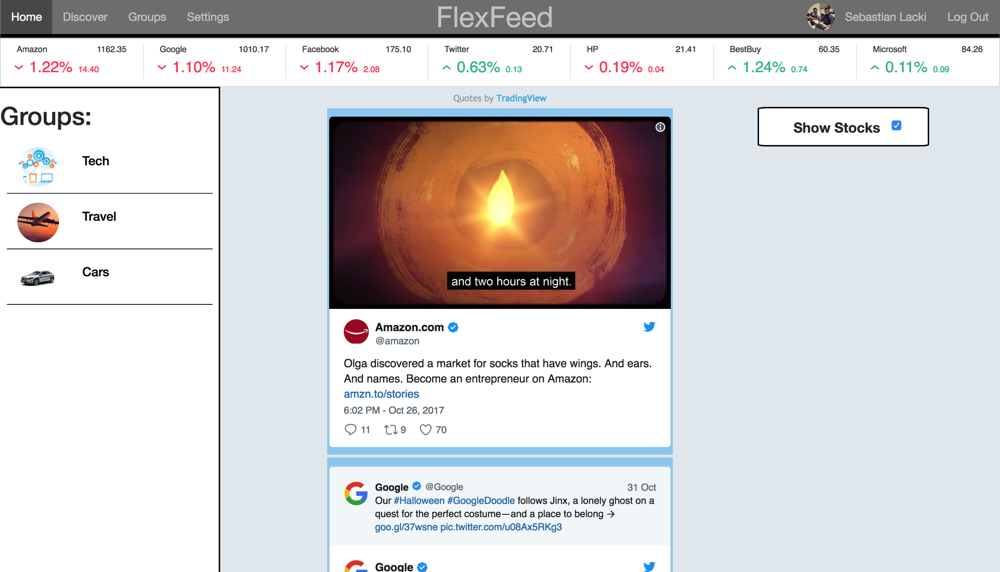 Home Discover Groups Settings FlexFeed Sebastian Lacki Log Out
Amazon 1162.35 Google 1010.17 Facebook 175.10 Twitter 20.71 HP 21.41 BestBuy 60.35 Microsoft 84.26
1.22% 14.40 1.10% 11.24 1.17% 2.08 0.63% 0.13 0.19% 0.04 1.24% 0.74 0.11% 0.09
Quotes by TradingView
Groups:
Tech
Travel
Cars
Show Stocks
and two hours at night.
Amazon.com
@amazon
Olga discovered a market for socks that have wings. And ears.
And names. Become an entrepreneur on Amazon:
amzn.to/stories
6:02 PM - Oct 26, 2017
11 9 70
Google @Google 31 Oct
Our #Halloween #GoogleDoodle follows Jinx, a lonely ghost on a
quest for the perfect costume—and a place to belong →
goo.gl/37wsne pic.twitter.com/u08Ax5RKg3
Google